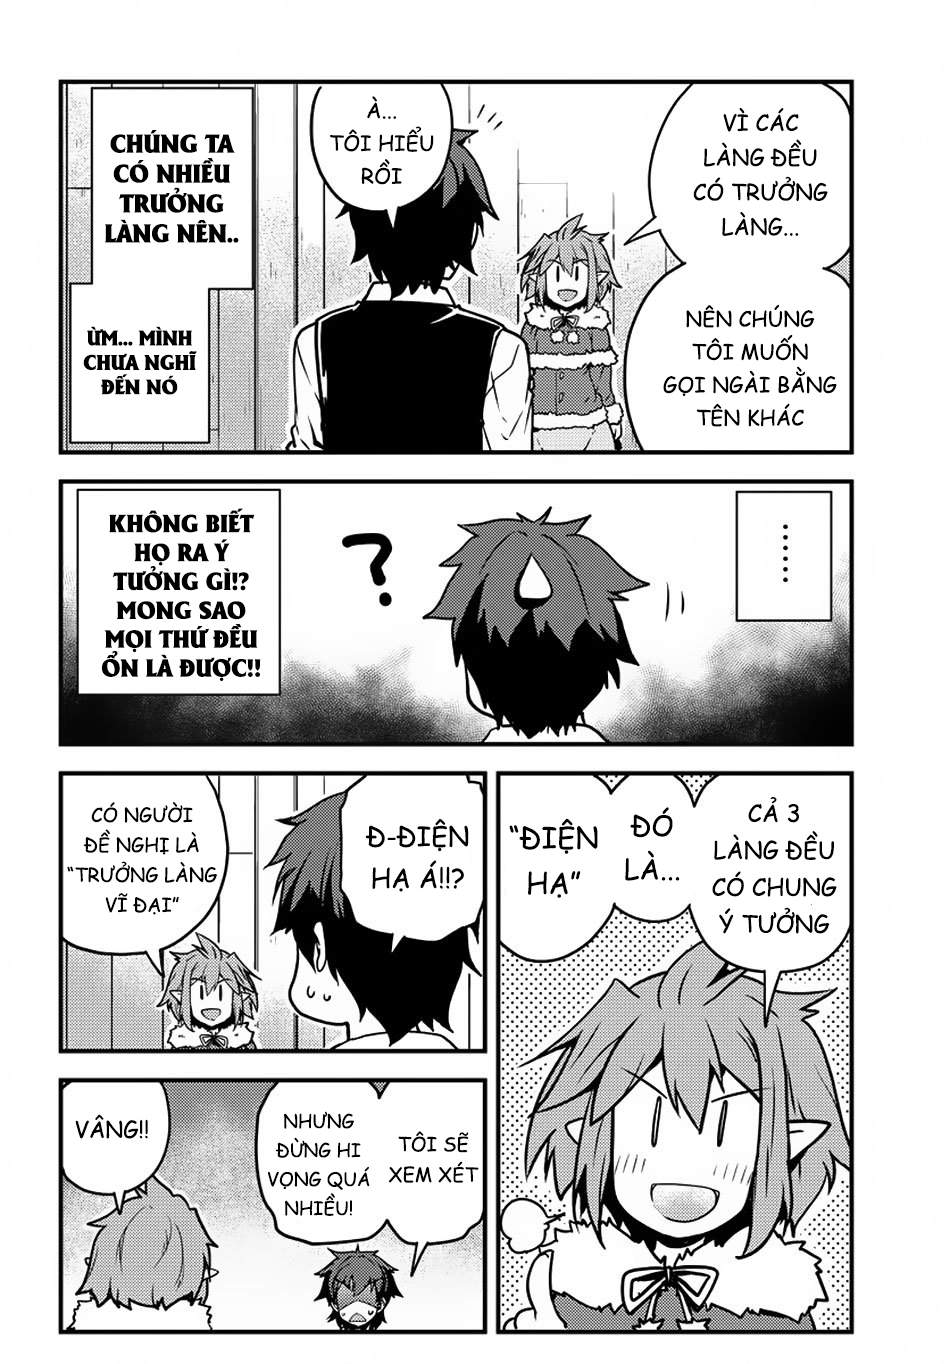 VÌ CÁC
LÀNG ĐỀU
CÓ TRƯỞNG
LÀNG...
NÊN CHÚNG
TÔI MUỐN
GỌI NGÀI BẰNG
TÊN KHÁC
À...
TÔI HIỂU
RỒI
CHÚNG TA
CÓ NHIỀU
TRƯỞNG
LÀNG NÊN..
ỪM... MÌNH
CHƯA NGHĨ
ĐẾN NÓ
......
?
KHÔNG BIẾT
HỌ RA Ý
TƯỞNG GÌ!?
MONG SAO
MỌI THỨ ĐỀU
ỔN LÀ ĐƯỢC!!
CẢ 3
LÀNG ĐỀU
CÓ CHUNG
Ý TƯỞNG
ĐÓ
LÀ...
“ĐIỆN
HẠ”
Đ-ĐIỆN
HẠ Á!!?
CÓ NGƯỜI
ĐỀ NGHỊ LÀ
“TRƯỞNG LÀNG
VĨ ĐẠI”
TÔI SẼ
XEM XÉT
NHƯNG
ĐỪNG HI
VỌNG QUÁ
NHIỀU!
VÂNG!!